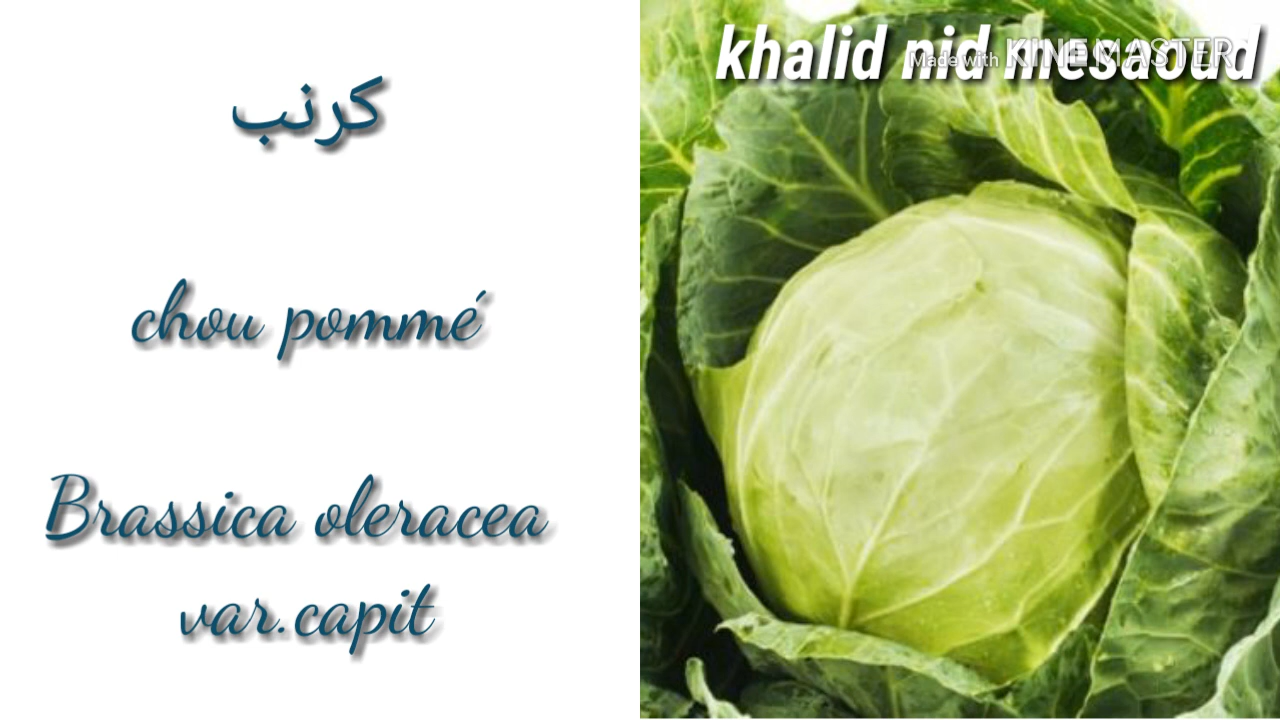 كرنب
chou pommé
Brassica oleracea
var.capit
khalid nid mesaoud
Made with KINEMASTER